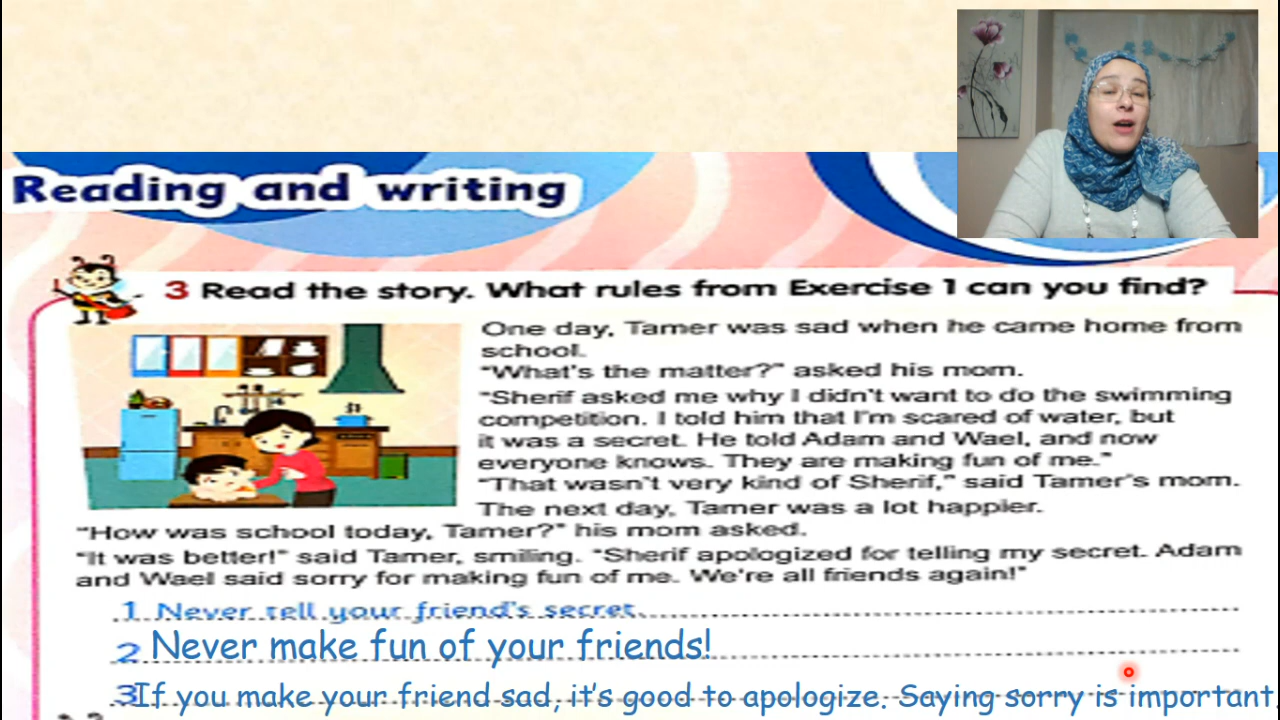 Reading and writing
3 Read the story. What rules from Exercise 1 can you find?
One day, Tamer was sad when he came home from
school.
"What's the matter?" asked his mom.
"Sherif asked me why I didn't want to do the swimming
competition. I told him that I'm scared of water, but
it was a secret. He told Adam and Wael, and now
everyone knows. They are making fun of me."
"That wasn't very kind of Sherif," said Tamer's mom.
The next day, Tamer was a lot happier.
"How was school today, Tamer?" his mom asked.
"It was better!" said Tamer, smiling. "Sherif apologized for telling my secret. Adam
and Wael said sorry for making fun of me. We're all friends again!"
1 Never tell your friend's secret
2 Never make fun of your friends!
3 If you make your friend sad, it's good to apologize. Saying sorry is important